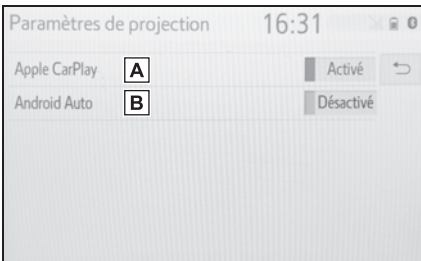 Paramètres de projection 16:31
Apple CarPlay A Activé
Android Auto B Désactivé